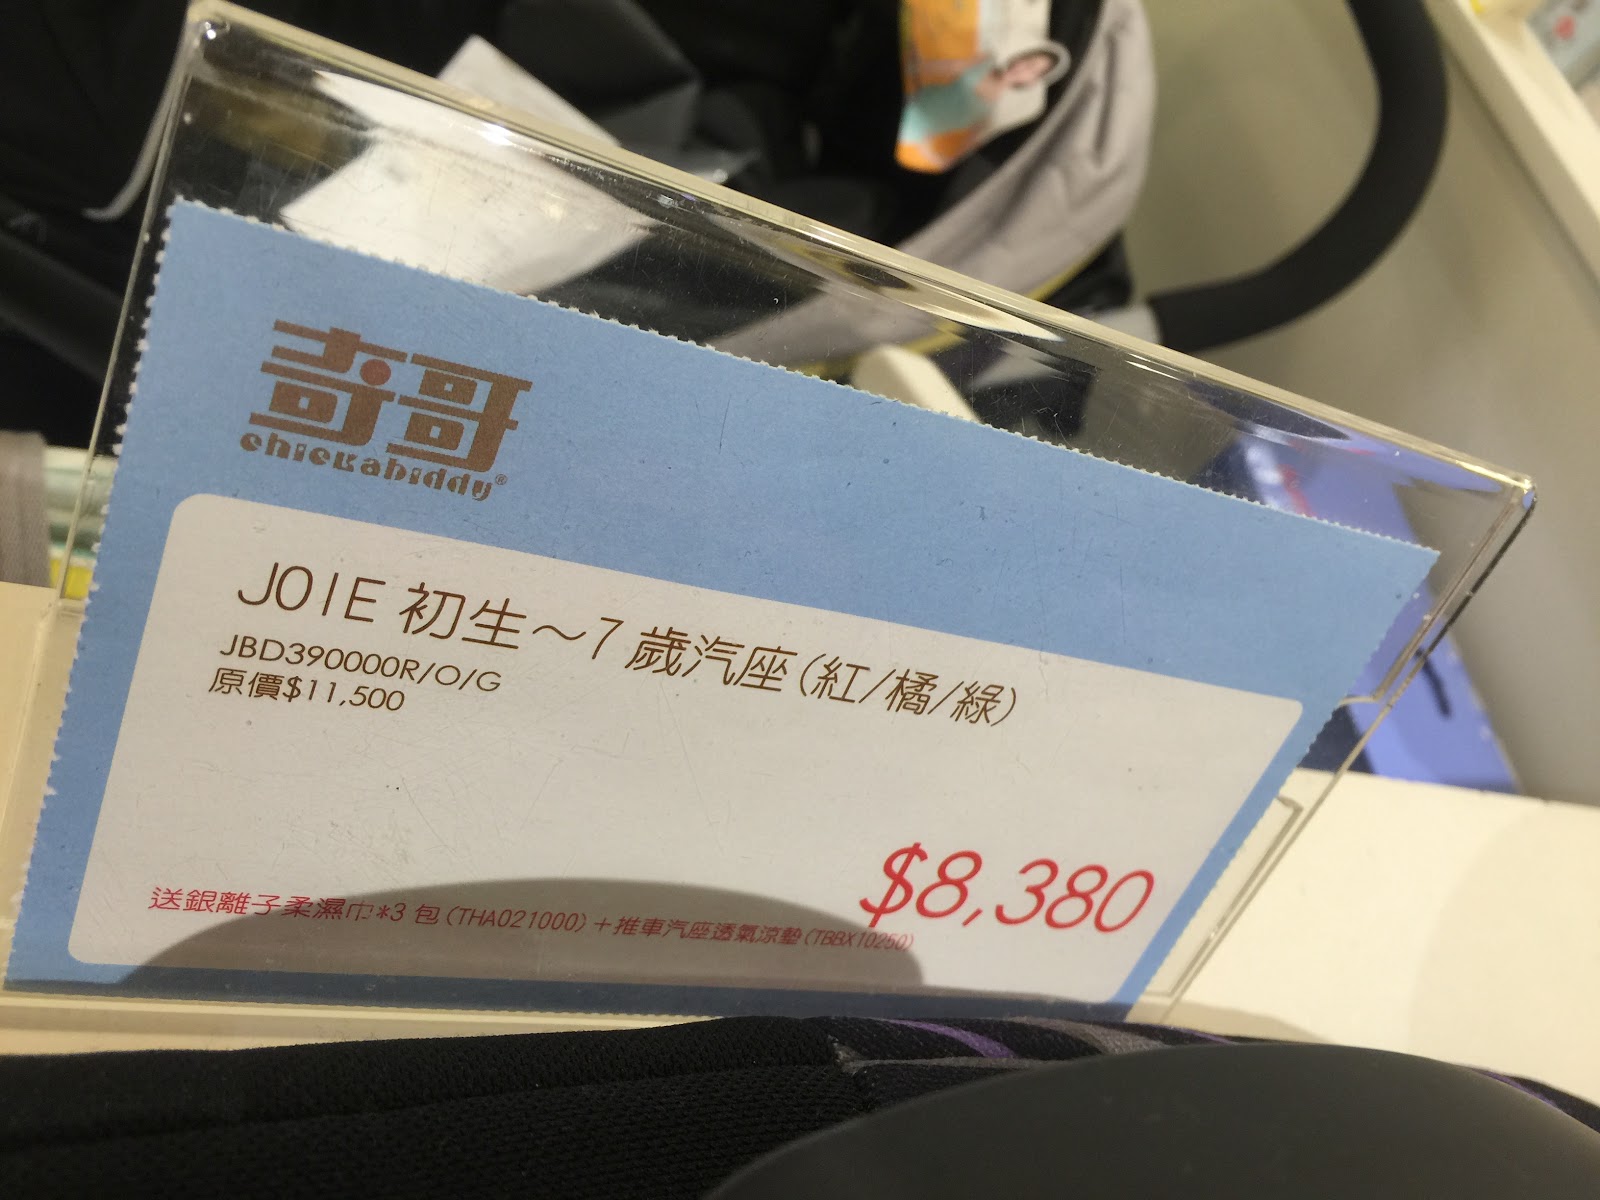 奇哥
chickabiddy®
JOIE 初生～7 歲汽座(紅/橘/綠)
JBD390000R/O/G
原價$11,500
$8,380
送銀離子柔濕巾*3 包(THA021000)＋推車汽座透氣涼墊(TBBX10250)